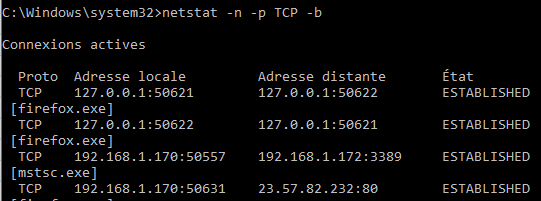 C:\Windows\system32>netstat -n -p TCP -b
Connexions actives
Proto Adresse locale Adresse distante État
TCP 127.0.0.1:50621 127.0.0.1:50622 ESTABLISHED
[firefox.exe]
TCP 127.0.0.1:50622 127.0.0.1:50621 ESTABLISHED
[firefox.exe]
TCP 192.168.1.170:50557 192.168.1.172:3389 ESTABLISHED
[mstsc.exe]
TCP 192.168.1.170:50631 23.57.82.232:80 ESTABLISHED